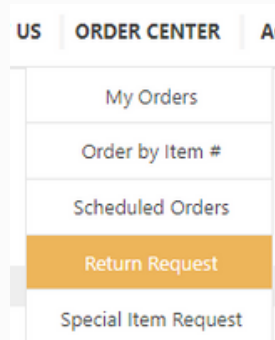 US ORDER CENTER A
My Orders
Order by Item #
Scheduled Orders
Return Request
Special Item Request